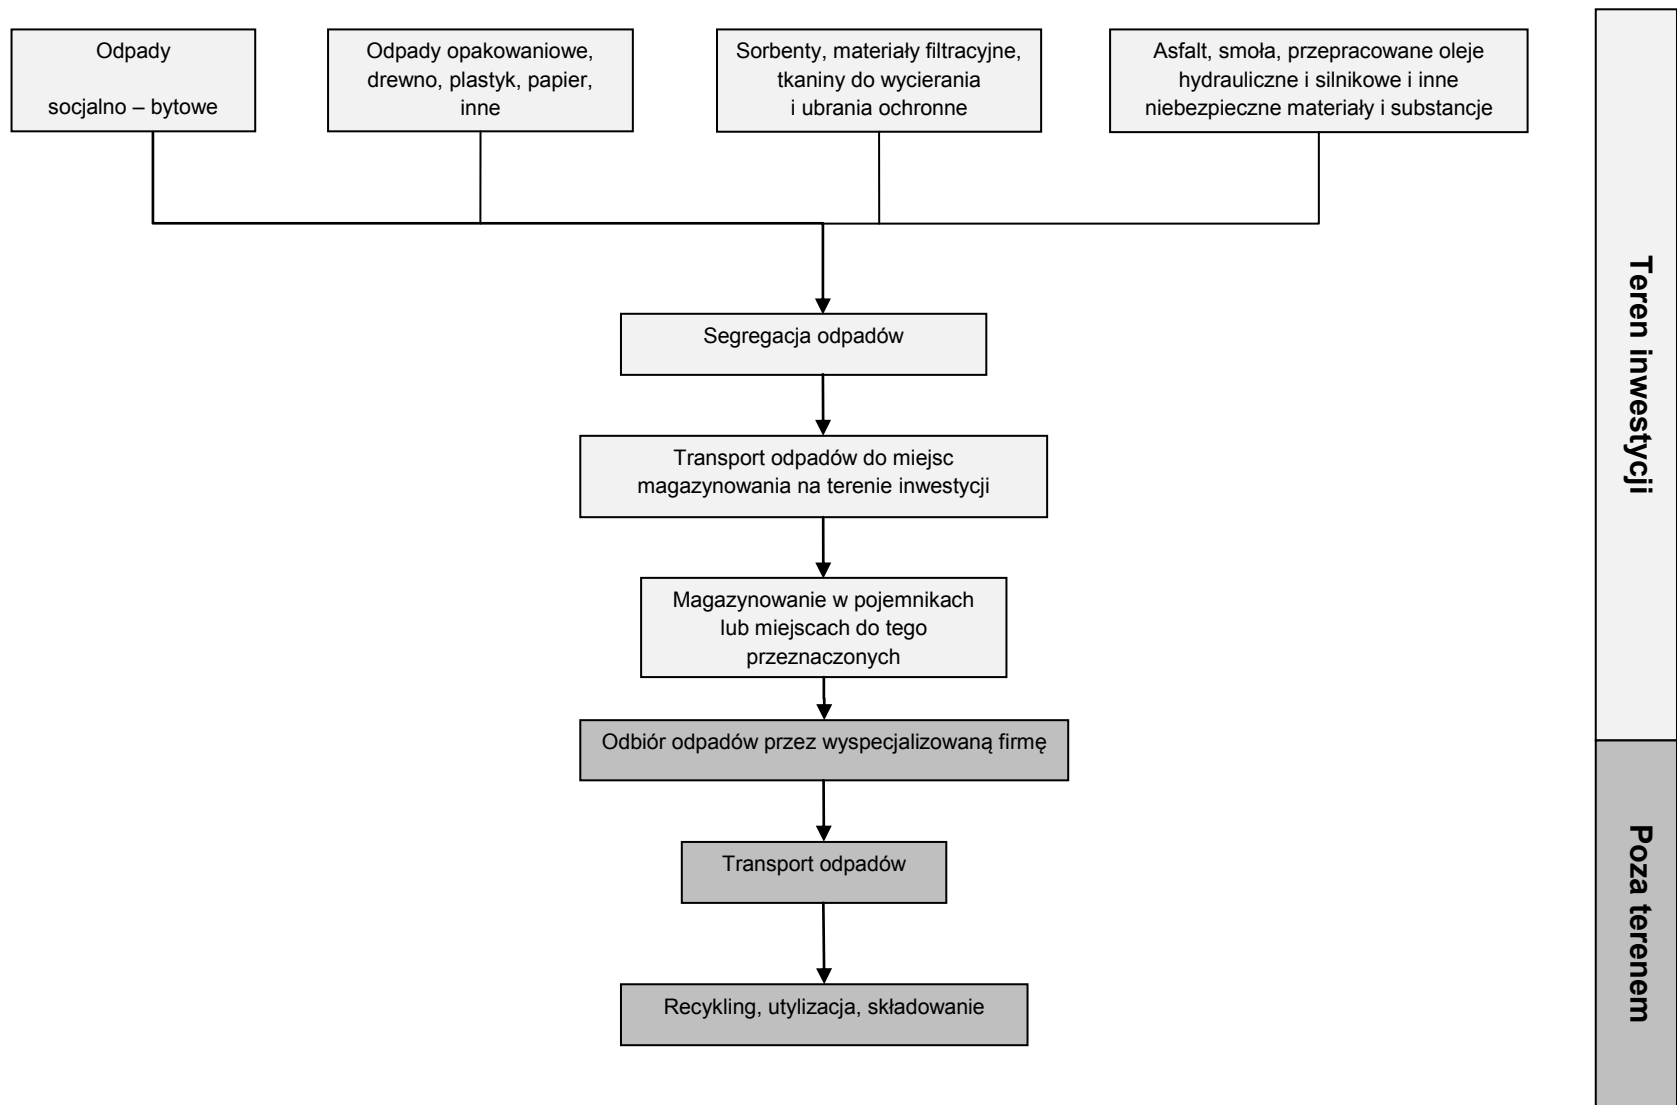 Odpady
socjalno – bytowe
Odpady opakowaniowe,
drewno, plastyk, papier,
inne
Sorbenty, materiały filtracyjne,
tkaniny do wycierania
i ubrania ochronne
Asfalt, smoła, przepracowane oleje
hydrauliczne i silnikowe i inne
niebezpieczne materiały i substancje
Segregacja odpadów
Transport odpadów do miejsc
magazynowania na terenie inwestycji
Magazynowanie w pojemnikach
lub miejscach do tego
przeznaczonych
Odbiór odpadów przez wyspecjalizowaną firmę
Transport odpadów
Recykling, utylizacja, składowanie
Teren inwestycji
Poza terenem